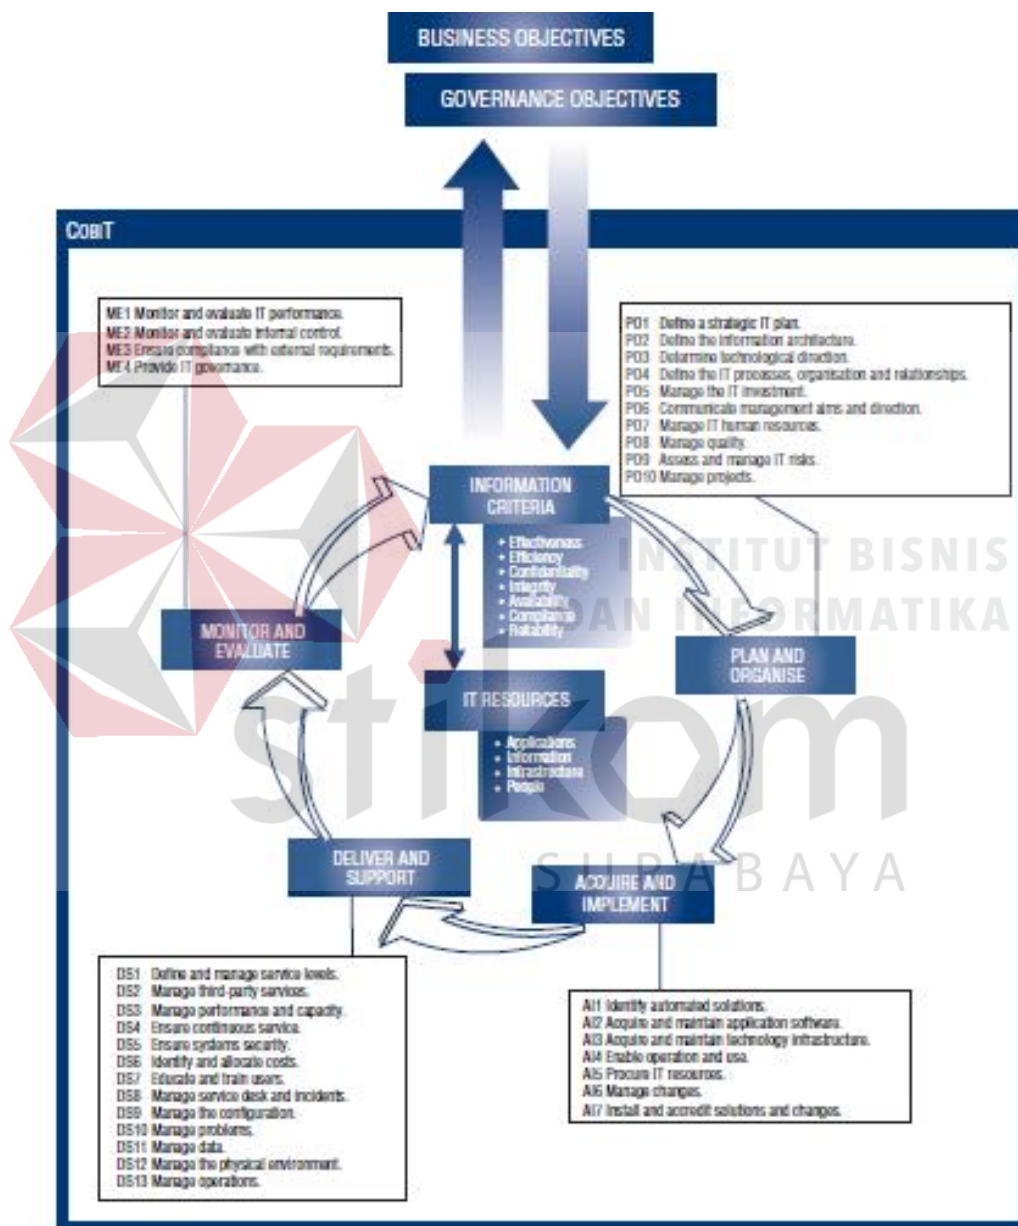 BUSINESS OBJECTIVES
GOVERNANCE OBJECTIVES
COBIT
ME1 Monitor and evaluate IT performance.
ME2 Monitor and evaluate internal control.
ME3 Ensure compliance with external requirements.
ME4 Provide IT governance.
PO1 Define a strategic IT plan.
PO2 Define the information architecture.
PO3 Determine technological direction.
PO4 Define the IT processes, organisation and relationships.
PO5 Manage the IT investment.
PO6 Communicate management aims and direction.
PO7 Manage IT human resources.
PO8 Manage quality.
PO9 Assess and manage IT risks.
PO10 Manage projects.
INFORMATION
CRITERIA
• Effectiveness
• Efficiency
• Confidentiality
• Integrity
• Availability
• Compliance
• Reliability
INSTITUT BISNIS
DAN INFORMATIKA
MONITOR AND
EVALUATE
PLAN AND
ORGANISE
IT RESOURCES
• Applications
• Information
• Infrastructure
• People
stikom
SURABAYA
DELIVER AND
SUPPORT
ACQUIRE AND
IMPLEMENT
DS1 Define and manage service levels.
DS2 Manage third-party services.
DS3 Manage performance and capacity.
DS4 Ensure continuous service.
DS5 Ensure systems security.
DS6 Identify and allocate costs.
DS7 Educate and train users.
DS8 Manage service desk and incidents.
DS9 Manage the configuration.
DS10 Manage problems.
DS11 Manage data.
DS12 Manage the physical environment.
DS13 Manage operations.
AI1 Identify automated solutions.
AI2 Acquire and maintain application software.
AI3 Acquire and maintain technology infrastructure.
AI4 Enable operation and use.
AI5 Procure IT resources.
AI6 Manage changes.
AI7 Install and accredit solutions and changes.